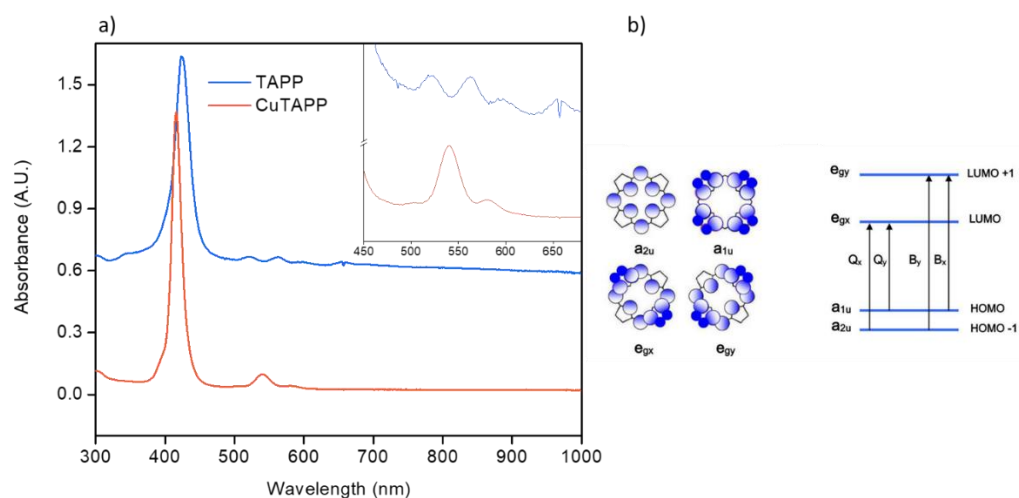 a)
b)
TAPP
CuTAPP
1.5
1.2
0.9
0.6
0.3
0.0
300 400 500 600 700 800 900 1000
Wavelength (nm)
Absorbance (A.U.)
450 500 550 600 650
a2u
a1u
egx
egy
egy
LUMO +1
egx
LUMO
Qx Qy By Bx
a1u
HOMO
a2u
HOMO -1